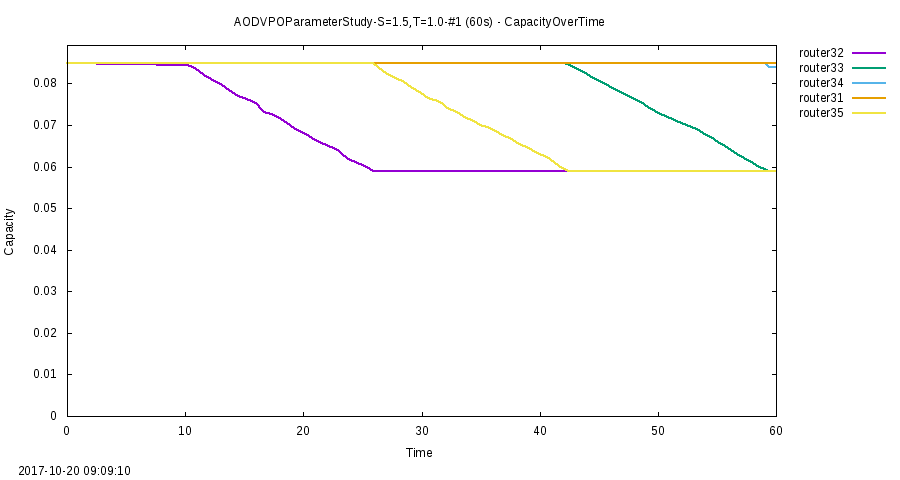 AODVPOParameterStudy-S=1.5,T=1.0-#1 (60s) - CapacityOverTime
router32
router33
router34
router31
router35
0.08
0.07
0.06
0.05
0.04
0.03
0.02
0.01
0
Capacity
0 10 20 30 40 50 60
Time
2017-10-20 09:09:10